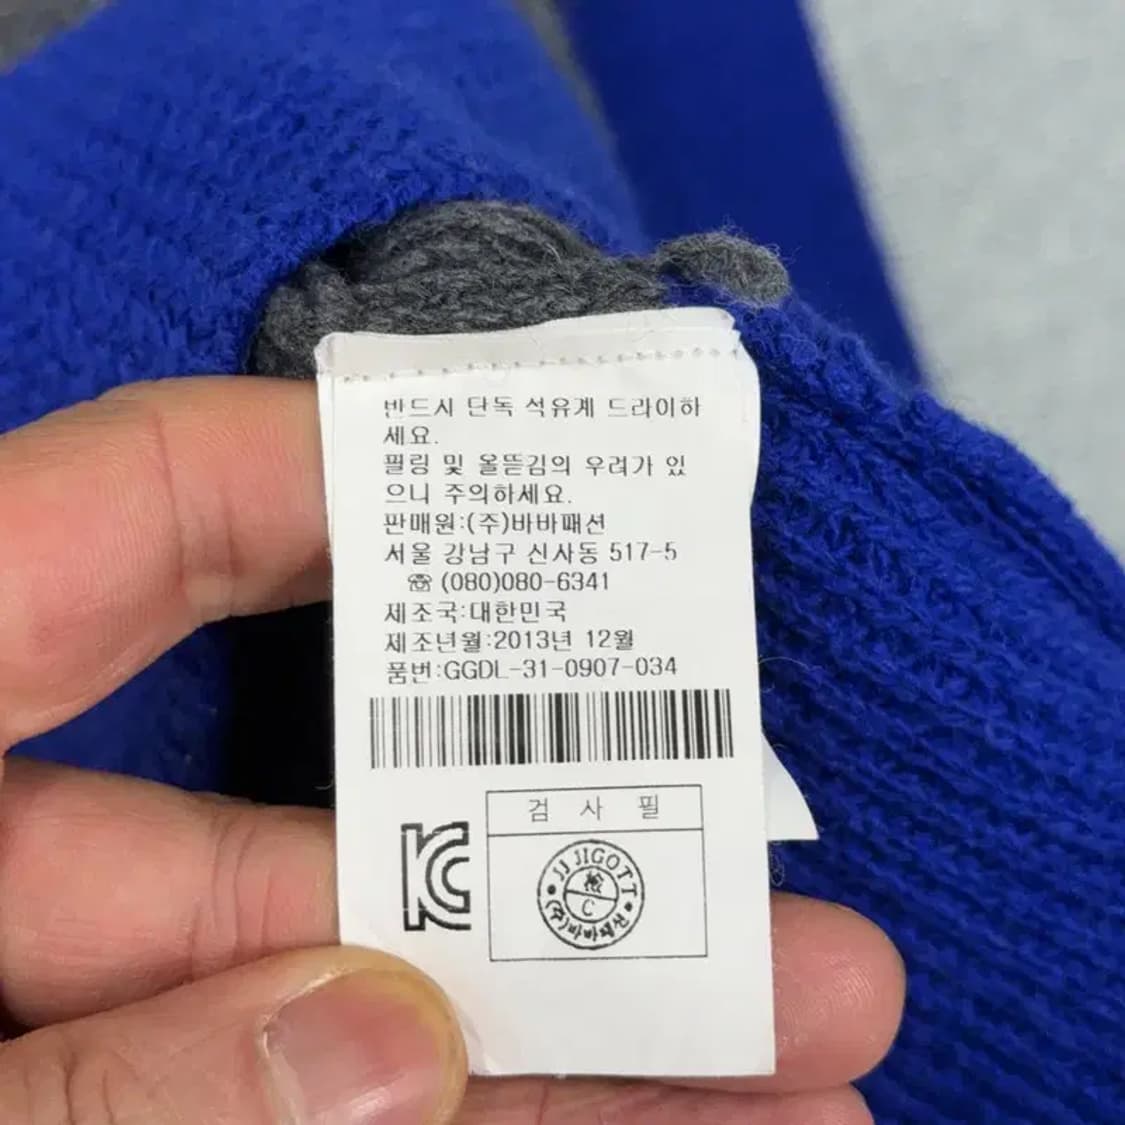 반드시 단독 석유계 드라이하
세요.
필링 및 올뜯김의 우려가 있
으니 주의하세요.
판매원:(주)바바패션
서울 강남구 신사동 517-5
☎ (080)080-6341
제조국:대한민국
제조년월:2013년 12월
품번:GGDL-31-0907-034
검 사 필
KC
JJ JIGOTT
檢
C
(주)바바패션